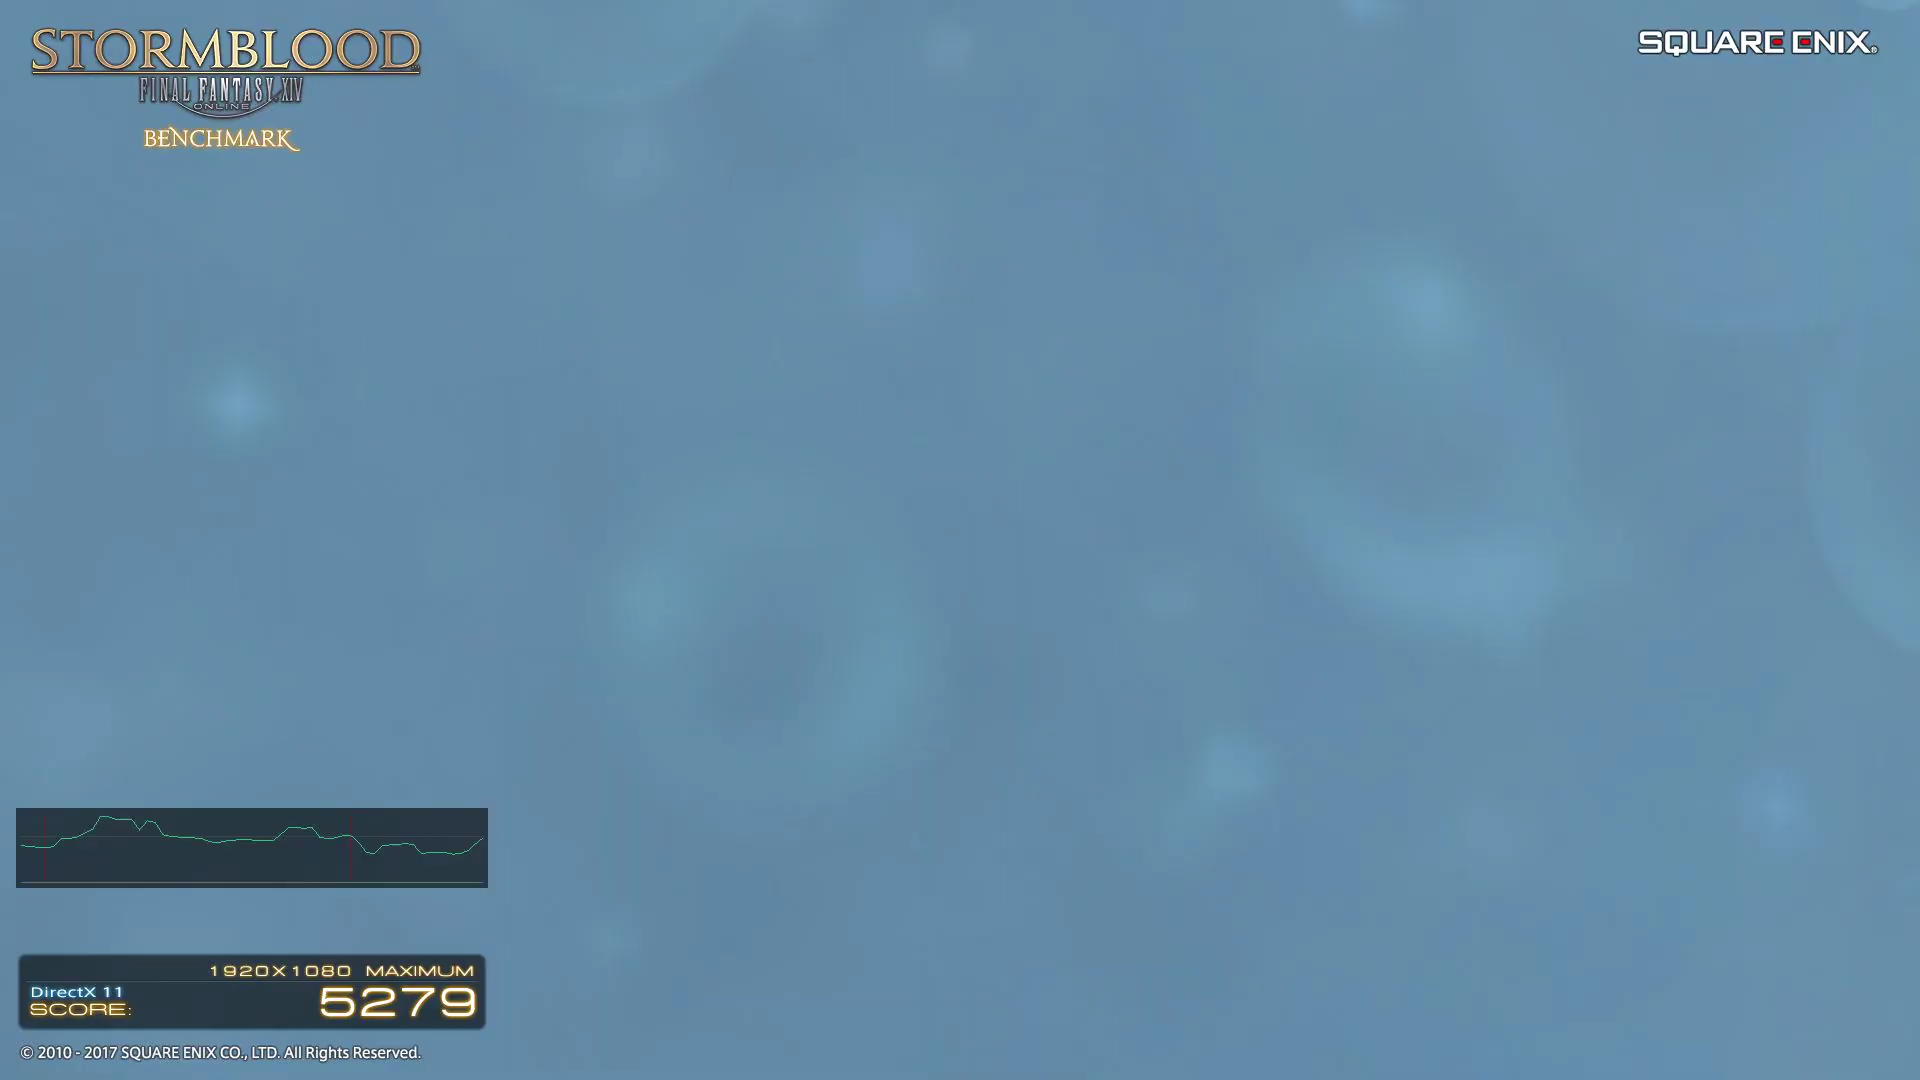 STORMBLOOD
FINAL FANTASY XIV
ONLINE
BENCHMARK
SQUARE ENIX®
1920X1080 MAXIMUM
DirectX 11
SCORE: 5279
© 2010 - 2017 SQUARE ENIX CO., LTD. All Rights Reserved.